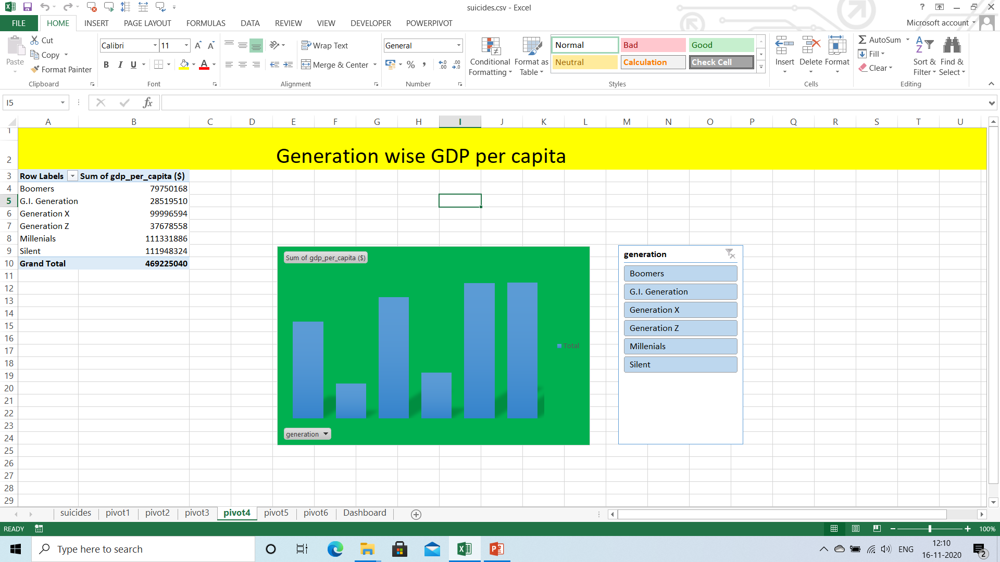 suicides.csv - Excel
?
FILE HOME INSERT PAGE LAYOUT FORMULAS DATA REVIEW VIEW DEVELOPER POWERPIVOT
Microsoft account
Paste
Cut
Copy
Format Painter
Clipboard
Calibri 11 A A
B I U A
Font
Wrap Text
Merge & Center
Alignment
General
% ,
Number
Conditional Formatting
Format as Table
Normal Bad Good
Neutral Calculation Check Cell
Styles
Insert Delete Format
Cells
AutoSum
Fill
Clear
Sort & Filter
Find & Select
Editing
I5
fx
A B C D E F G H I J K L M N O P Q R S T U
1
2 Generation wise GDP per capita
3 Row Labels Sum of gdp_per_capita ($)
4 Boomers 79750168
5 G.I. Generation 28519510
6 Generation X 99996594
7 Generation Z 37678558
8 Millenials 111331886
9 Silent 111948324
10 Grand Total 469225040
11
12
13
14
15
16
17
18
19
20
21
22
23
24
25
26
27
28
29
Sum of gdp_per_capita ($)
Total
generation
generation
Boomers
G.I. Generation
Generation X
Generation Z
Millenials
Silent
suicides pivot1 pivot2 pivot3 pivot4 pivot5 pivot6 Dashboard
READY
100%
Type here to search
ENG
12:10
16-11-2020
2